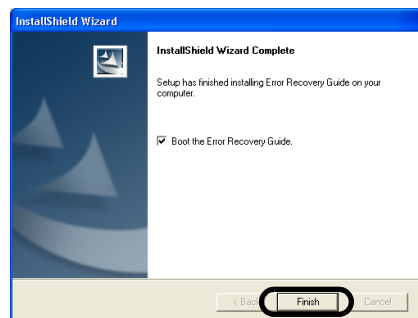 InstallShield Wizard
InstallShield Wizard Complete
Setup has finished installing Error Recovery Guide on your
computer.
Boot the Error Recovery Guide.
< Back
Finish
Cancel